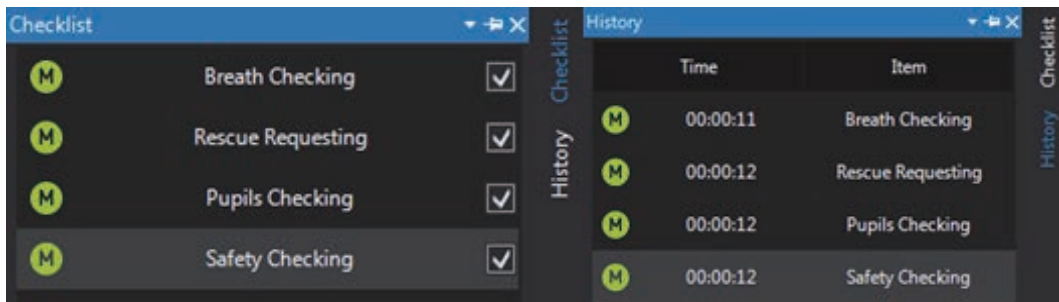 Checklist
M Breath Checking
M Rescue Requesting
M Pupils Checking
M Safety Checking
Checklist
History
History
Time Item
M 00:00:11 Breath Checking
M 00:00:12 Rescue Requesting
M 00:00:12 Pupils Checking
M 00:00:12 Safety Checking
Checklist
History